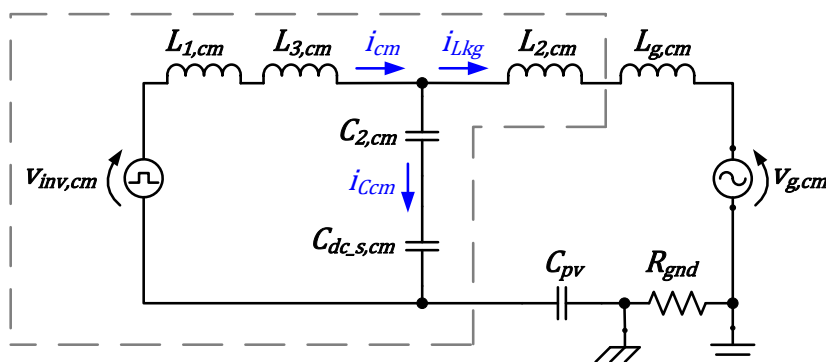 L1,cm L3,cm icm iLkg L2,cm Lg,cm
C2,cm
vinv,cm iCcm vg,cm
Cdc_s,cm
Cpv Rgnd